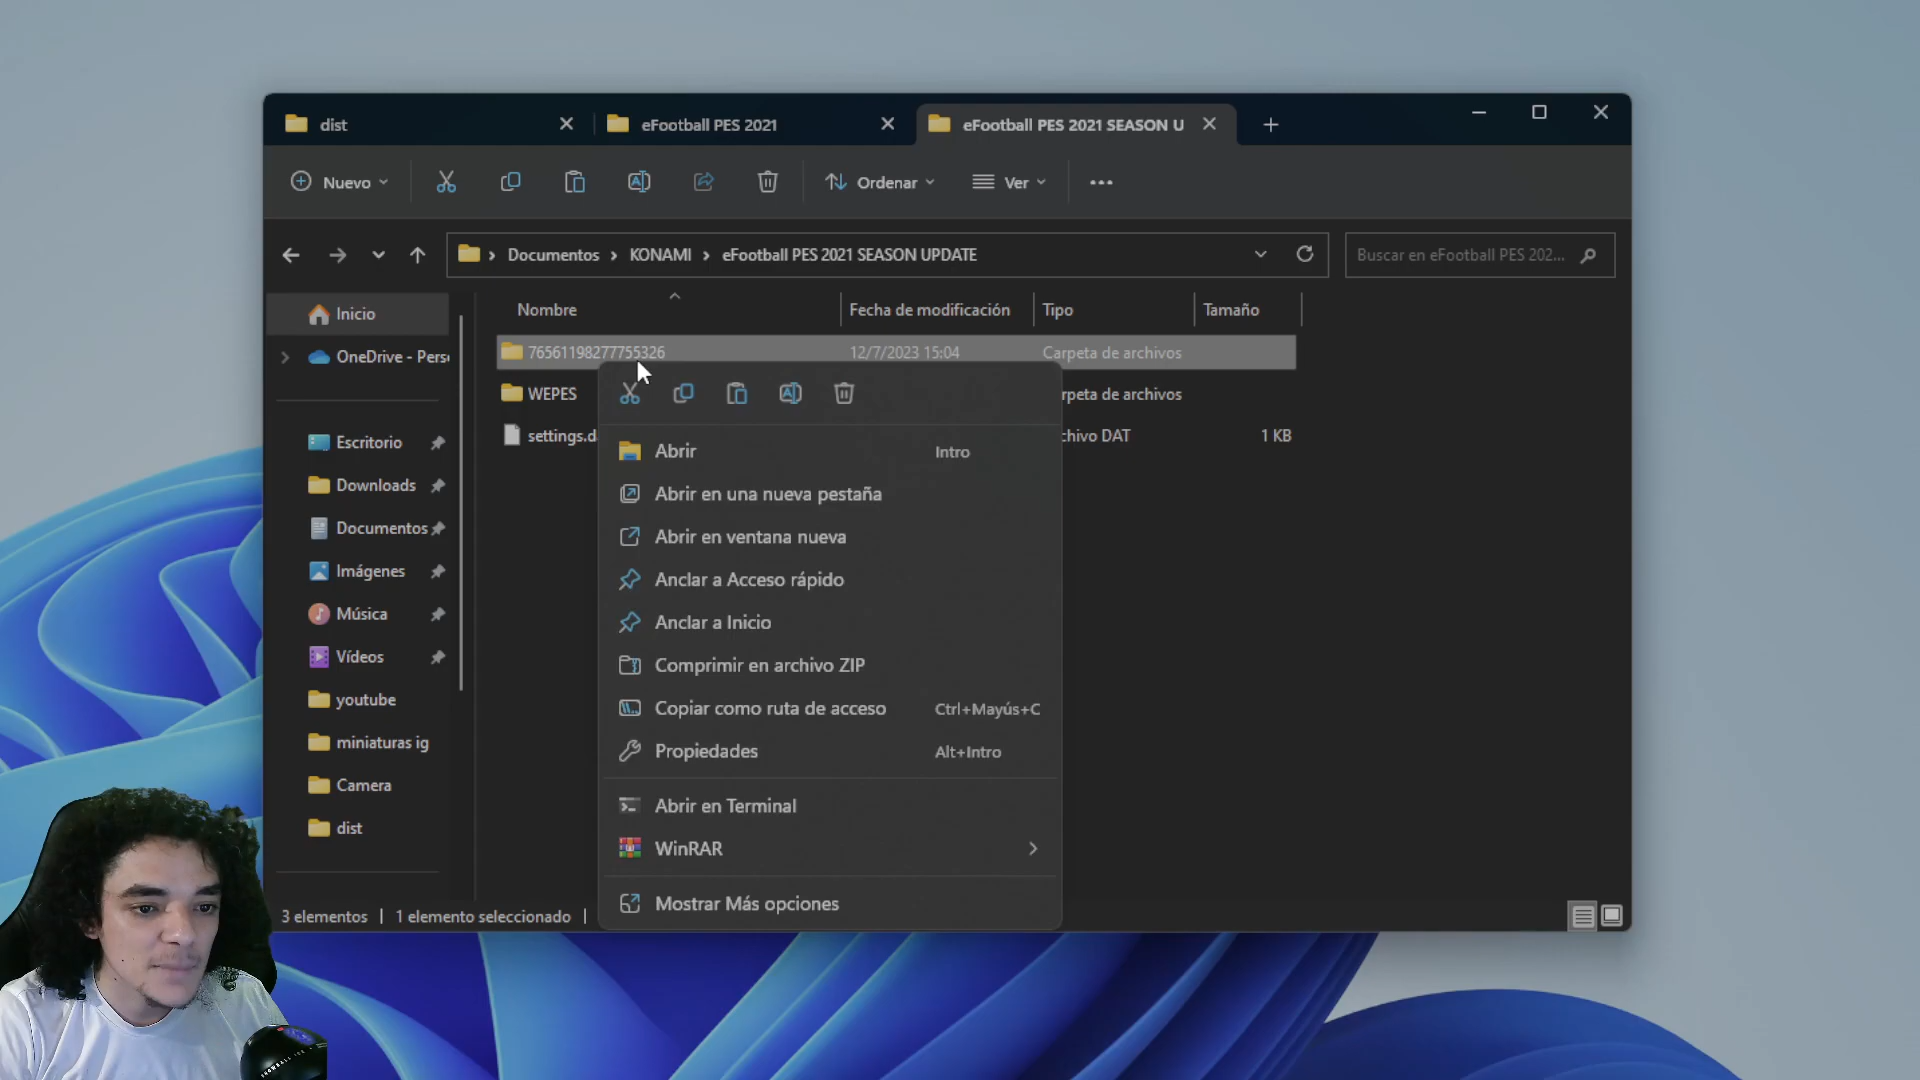 dist
eFootball PES 2021
eFootball PES 2021 SEASON U
Nuevo
Ordenar
Ver
Documentos
KONAMI
eFootball PES 2021 SEASON UPDATE
Buscar en eFootball PES 202...
Inicio
OneDrive - Pers
Escritorio
Downloads
Documentos
Imágenes
Música
Vídeos
youtube
miniaturas ig
Camera
dist
Nombre
Fecha de modificación
Tipo
Tamaño
76561198277755326
12/7/2023 15:04
Carpeta de archivos
WEPES
rpeta de archivos
settings.d
chivo DAT
1 KB
Abrir
Intro
Abrir en una nueva pestaña
Abrir en ventana nueva
Anclar a Acceso rápido
Anclar a Inicio
Comprimir en archivo ZIP
Copiar como ruta de acceso
Ctrl+Mayús+C
Propiedades
Alt+Intro
Abrir en Terminal
WinRAR
Mostrar Más opciones
3 elementos
1 elemento seleccionado